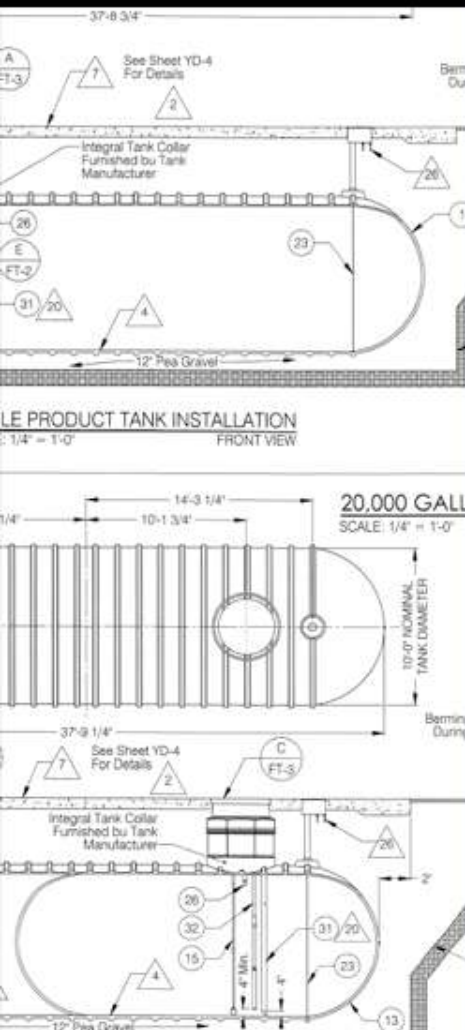 37'-8 3/4"
A
FT-3
7
See Sheet YD-4
For Details
2
Integral Tank Collar
Furnished bu Tank
Manufacturer
26
26
23
E
FT-2
31
20
4
12" Pea Gravel
LE PRODUCT TANK INSTALLATION
: 1/4" = 1'-0"
FRONT VIEW
14'-3 1/4"
1/4"
10'-1 3/4"
20,000 GALL
SCALE: 1/4" = 1'-0"
10'-0" NOMINAL
TANK DIAMETER
37'-9 1/4"
7
See Sheet YD-4
For Details
2
C
FT-3
Integral Tank Collar
Furnished bu Tank
Manufacturer
26
2'
26
32
31
20
15
4" Min.
4"
23
4
13
12" Pea Gravel